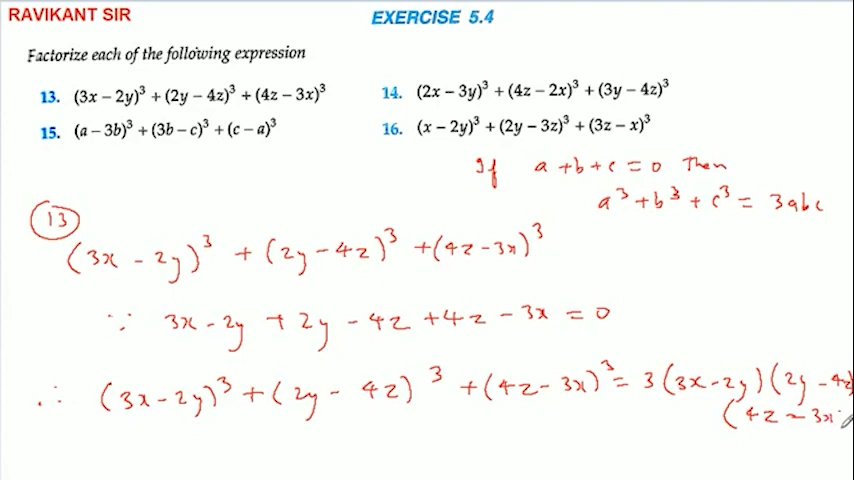 RAVIKANT SIR
EXERCISE 5.4
Factorize each of the following expression
13. (3x – 2y)³ + (2y – 4z)³ + (4z – 3x)³
14. (2x – 3y)³ + (4z – 2x)³ + (3y – 4z)³
15. (a – 3b)³ + (3b – c)³ + (c – a)³
16. (x – 2y)³ + (2y – 3z)³ + (3z – x)³
If a + b + c = 0 Then
a³ + b³ + c³ = 3abc
13
(3x – 2y)³ + (2y – 4z)³ + (4z – 3x)³
∵ 3x – 2y + 2y – 4z + 4z – 3x = 0
∴ (3x – 2y)³ + (2y – 4z)³ + (4z – 3x)³ = 3(3x – 2y)(2y – 4z)
(4z – 3x